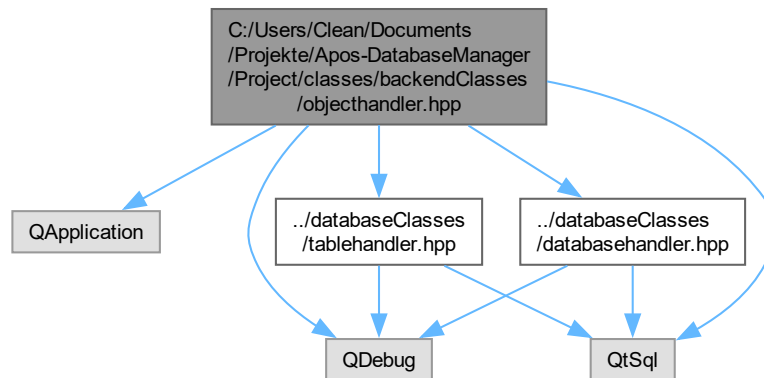 C:/Users/Clean/Documents
/Projekte/Apos-DatabaseManager
/Project/classes/backendClasses
/objecthandler.hpp
QApplication
../databaseClasses
/tablehandler.hpp
../databaseClasses
/databasehandler.hpp
QDebug
QtSql